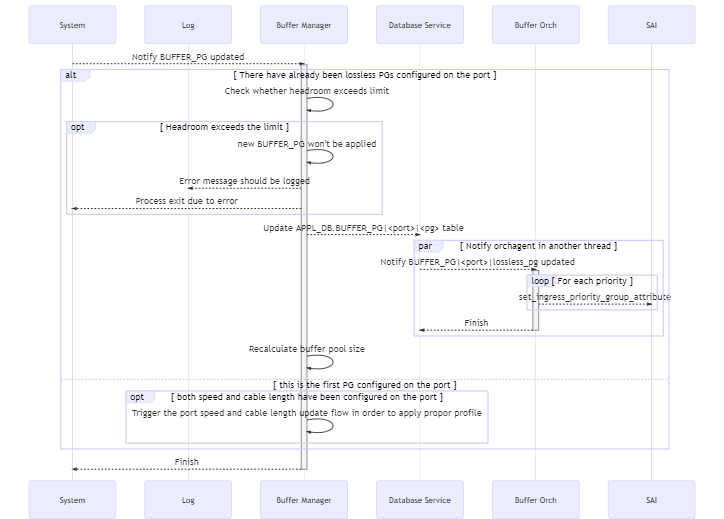 System Log Buffer Manager Database Service Buffer Orch SAI
Notify BUFFER_PG updated
alt [ There have already been lossless PGs configured on the port ]
Check whether headroom exceeds limit
opt [ Headroom exceeds the limit ]
new BUFFER_PG won't be applied
Error message should be logged
Process exit due to error
Update APPL_DB.BUFFER_PG|<port>|<pg> table
par [ Notify orchagent in another thread ]
Notify BUFFER_PG|<port>|lossless_pg updated
loop [ For each priority ]
set_ingress_priority_group_attribute
Finish
Recalculate buffer pool size
[ this is the first PG configured on the port ]
opt [ both speed and cable length have been configured on the port ]
Trigger the port speed and cable length update flow in order to apply propor profile
Finish
System Log Buffer Manager Database Service Buffer Orch SAI